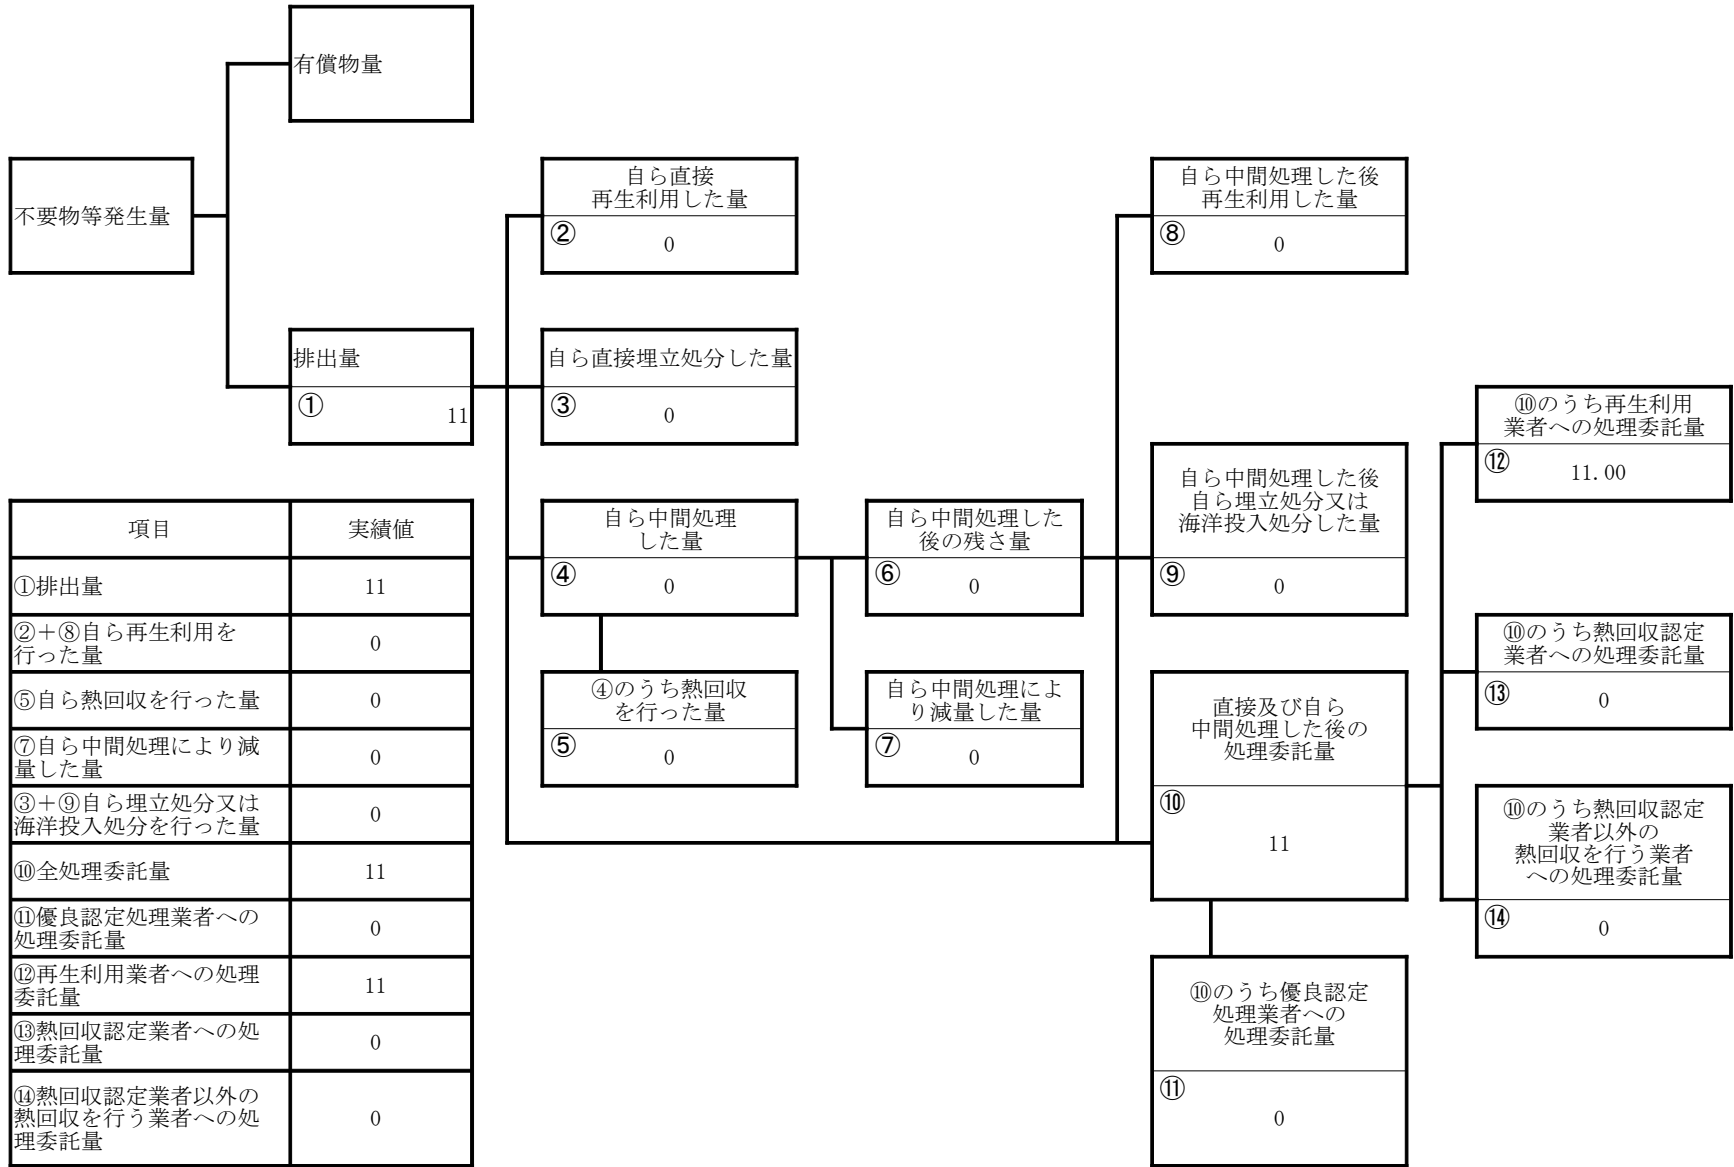 有償物量
不要物等発生量
排出量
①
11
自ら直接
再生利用した量
②
0
自ら直接埋立処分した量
③
0
自ら中間処理
した量
④
0
④のうち熱回収
を行った量
⑤
0
自ら中間処理した
後の残さ量
⑥
0
自ら中間処理によ
り減量した量
⑦
0
自ら中間処理した後
再生利用した量
⑧
0
自ら中間処理した後
自ら埋立処分又は
海洋投入処分した量
⑨
0
直接及び自ら
中間処理した後の
処理委託量
⑩
11
⑩のうち優良認定
処理業者への
処理委託量
⑪
0
⑩のうち再生利用
業者への処理委託量
⑫
11.00
⑩のうち熱回収認定
業者への処理委託量
⑬
0
⑩のうち熱回収認定
業者以外の
熱回収を行う業者
への処理委託量
⑭
0
項目 実績値
①排出量 11
②＋⑧自ら再生利用を
行った量 0
⑤自ら熱回収を行った量 0
⑦自ら中間処理により減
量した量 0
③＋⑨自ら埋立処分又は
海洋投入処分を行った量 0
⑩全処理委託量 11
⑪優良認定処理業者への
処理委託量 0
⑫再生利用業者への処理
委託量 11
⑬熱回収認定業者への処
理委託量 0
⑭熱回収認定業者以外の
熱回収を行う業者への処
理委託量 0